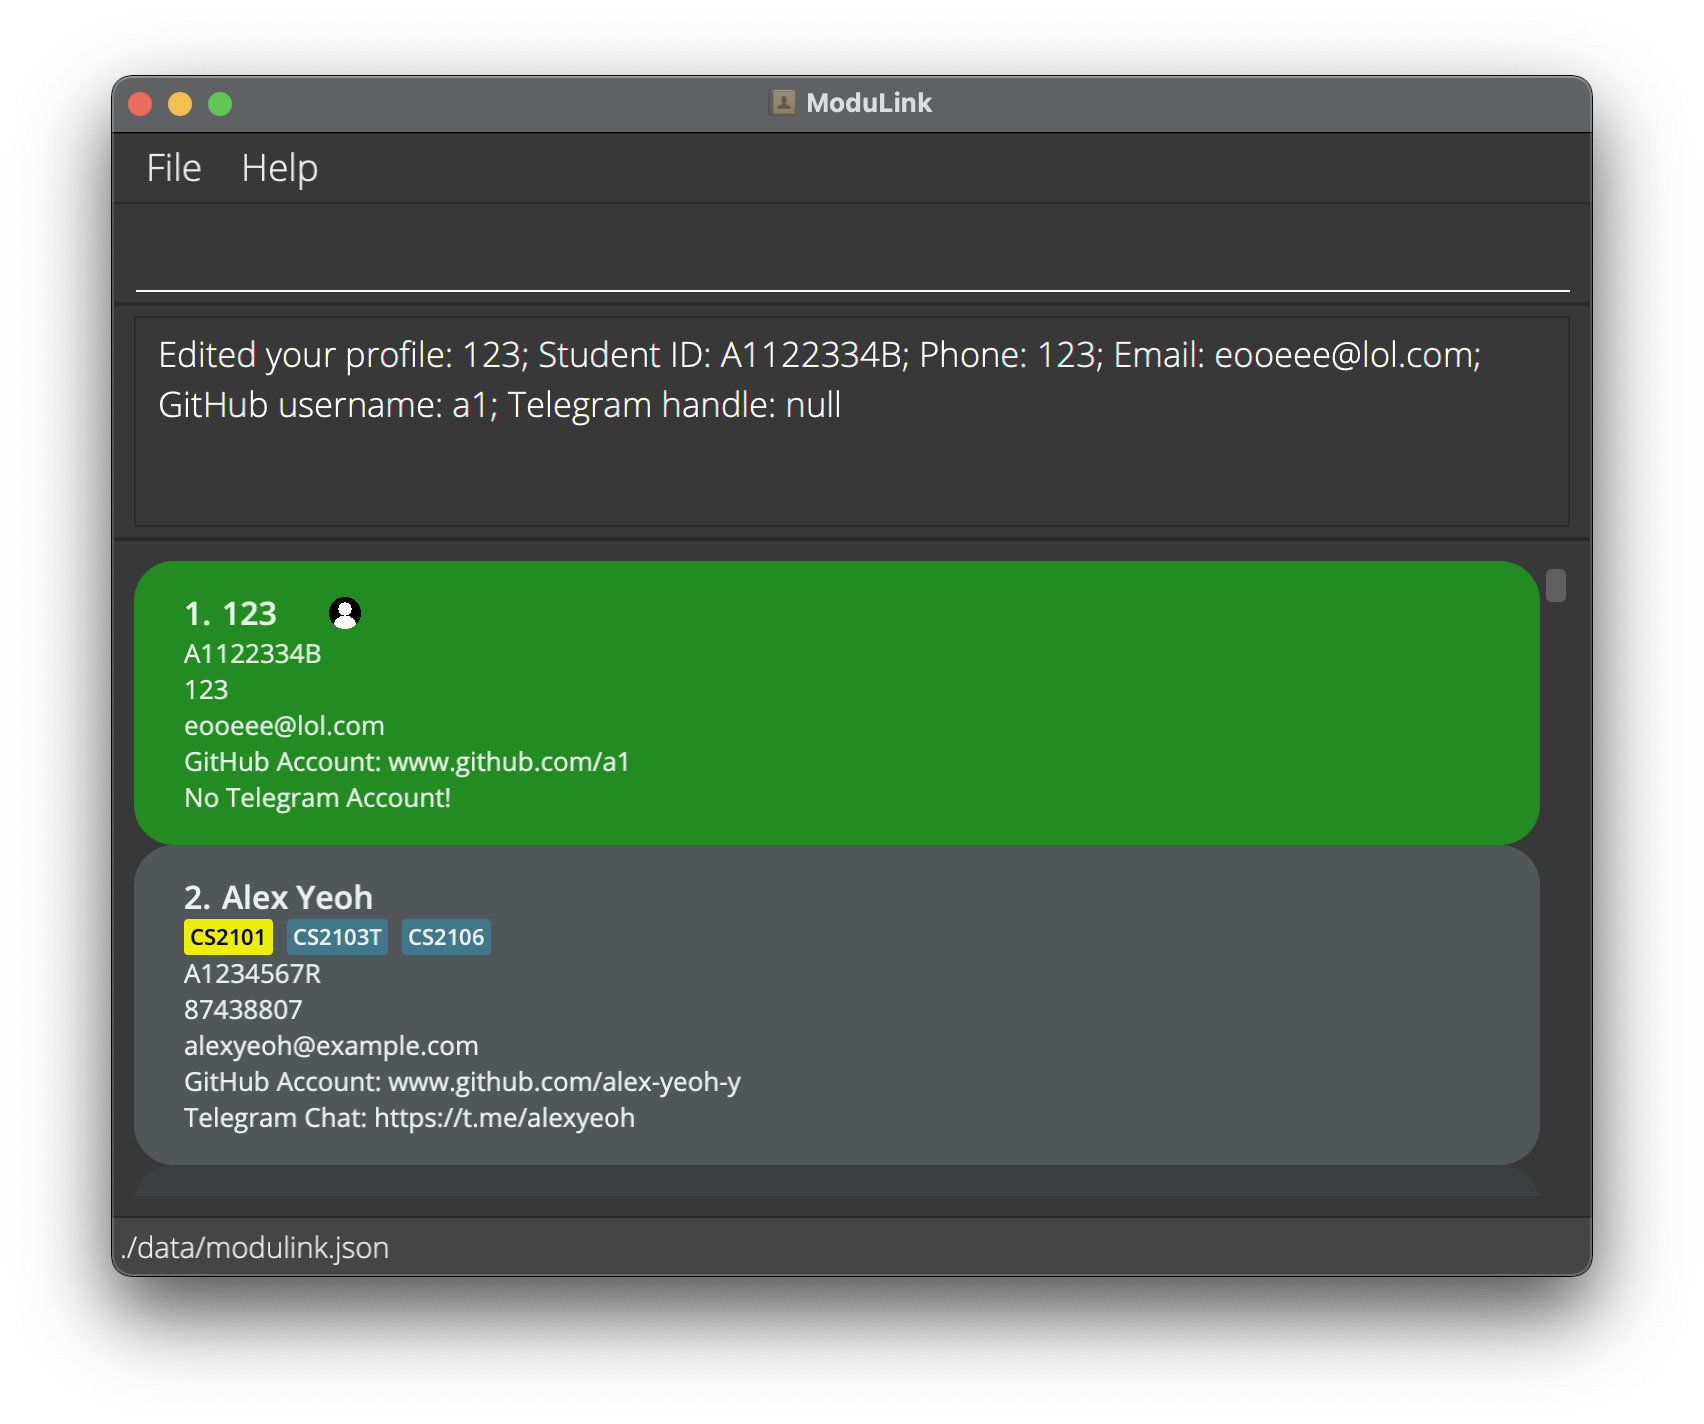 ModuLink
File Help
Edited your profile: 123; Student ID: A1122334B; Phone: 123; Email: eooeee@lol.com;
GitHub username: a1; Telegram handle: null
1. 123
A1122334B
123
eooeee@lol.com
GitHub Account: www.github.com/a1
No Telegram Account!
2. Alex Yeoh
CS2101 CS2103T CS2106
A1234567R
87438807
alexyeoh@example.com
GitHub Account: www.github.com/alex-yeoh-y
Telegram Chat: https://t.me/alexyeoh
./data/modulink.json